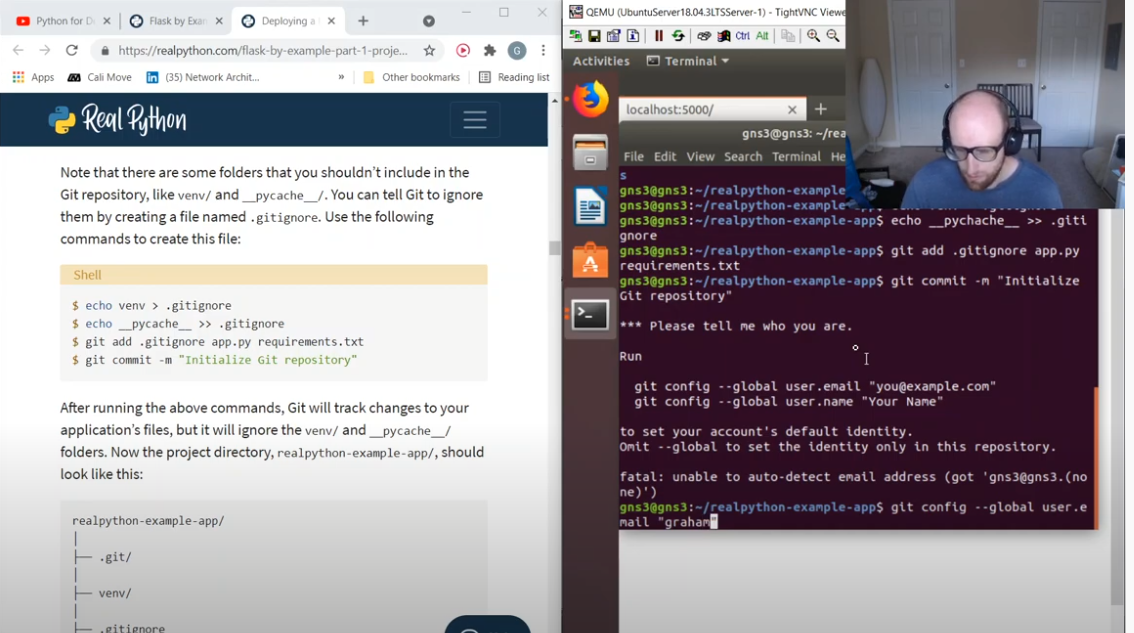 Python for D
Flask by Exan
Deploying a
https://realpython.com/flask-by-example-part-1-proje...
G
Apps
Cali Move
(35) Network Archit...
»
Other bookmarks
Reading list
Real Python
Note that there are some folders that you shouldn't include in the
Git repository, like venv/ and __pycache__/. You can tell Git to ignore
them by creating a file named .gitignore. Use the following
commands to create this file:
Shell
$ echo venv > .gitignore
$ echo __pycache__ >> .gitignore
$ git add .gitignore app.py requirements.txt
$ git commit -m "Initialize Git repository"
After running the above commands, Git will track changes to your
application's files, but it will ignore the venv/ and __pycache__/
folders. Now the project directory, realpython-example-app/, should
look like this:
realpython-example-app/
├── .git/
├── venv/
├── .gitignore
QEMU (UbuntuServer18.04.3LTSServer-1) - TightVNC Viewe
Ctrl Alt
Activities
Terminal
localhost:5000/
gns3@gns3: ~/rea
File Edit View Search Terminal He
s
gns3@gns3:~/realpython-example
gns3@gns3:~/realpython-example
gns3@gns3:~/realpython-example-app$ echo __pychache__ >> .giti
gnore
gns3@gns3:~/realpython-example-app$ git add .gitignore app.py
requirements.txt
gns3@gns3:~/realpython-example-app$ git commit -m "Initialize
Git repository"
*** Please tell me who you are.
Run
git config --global user.email "you@example.com"
git config --global user.name "Your Name"
to set your account's default identity.
Omit --global to set the identity only in this repository.
fatal: unable to auto-detect email address (got 'gns3@gns3.(no
ne)')
gns3@gns3:~/realpython-example-app$ git config --global user.e
mail "graham"